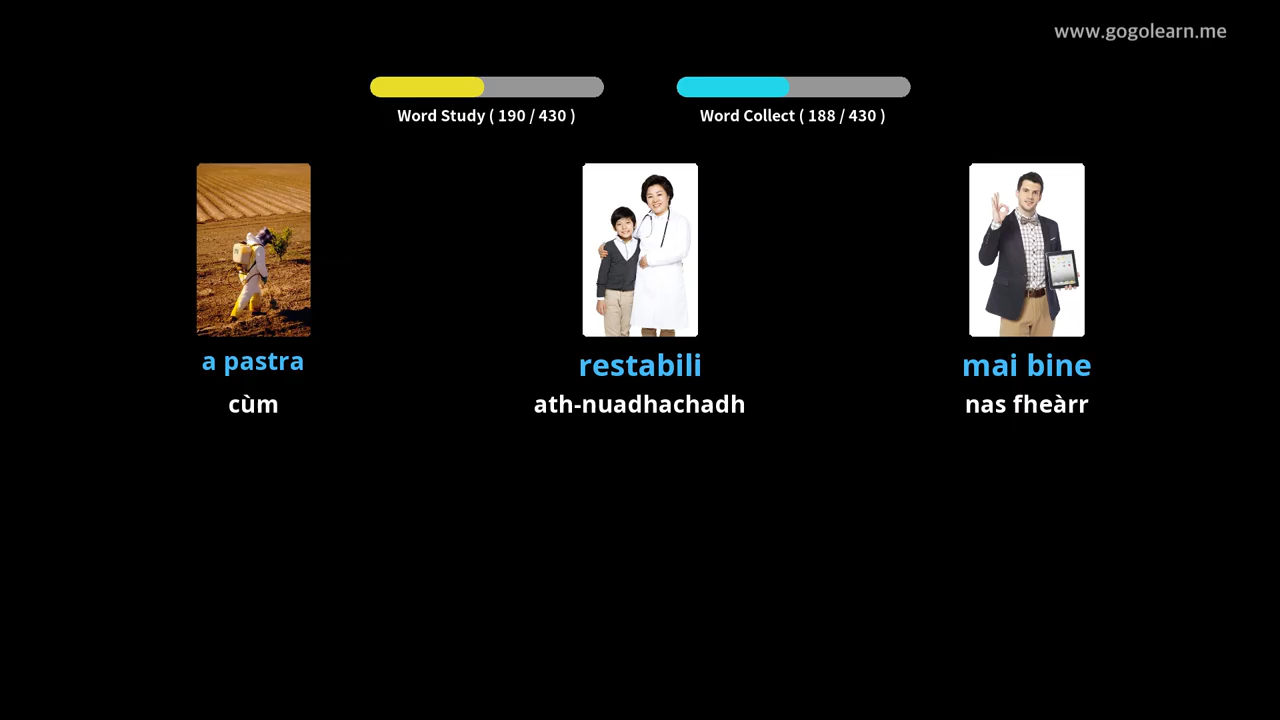 www.gogolearn.me
Word Study ( 190 / 430 )
Word Collect ( 188 / 430 )
a pastra
restabili
mai bine
cùm
ath-nuadhachadh
nas fheàrr